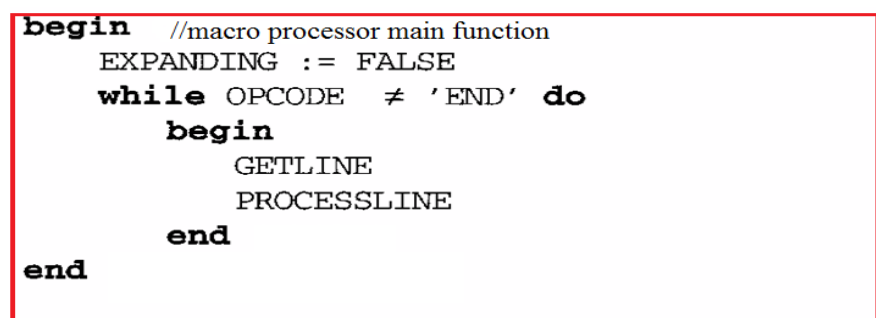 begin //macro processor main function
EXPANDING := FALSE
while OPCODE ≠ 'END' do
begin
GETLINE
PROCESSLINE
end
end